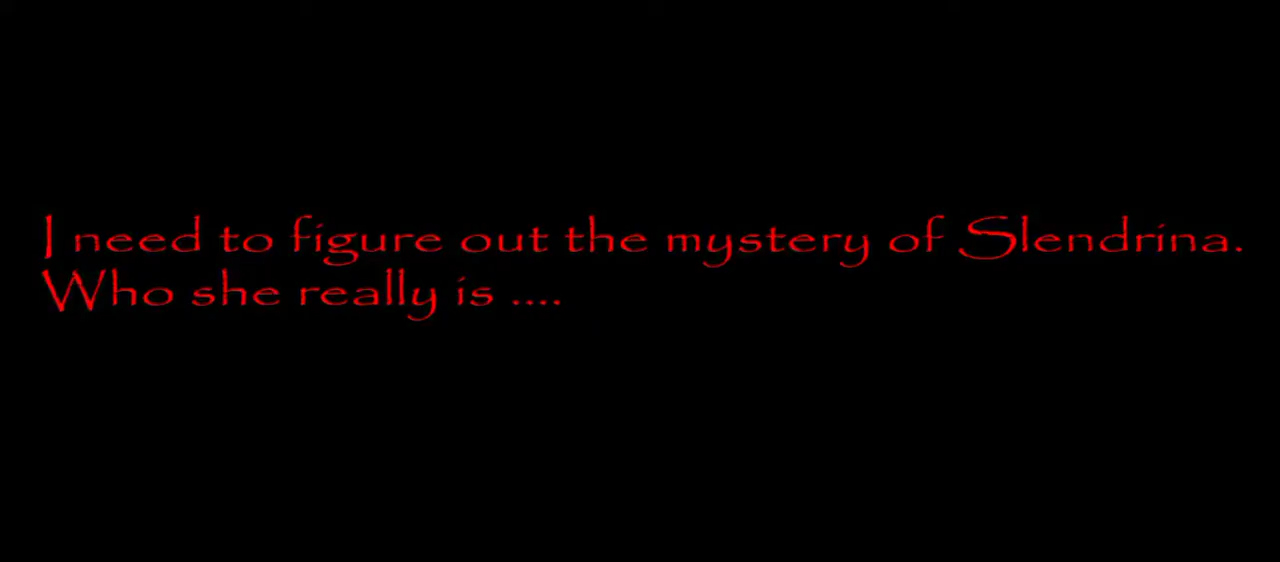 I need to figure out the mystery of Slendrina.
Who she really is ....